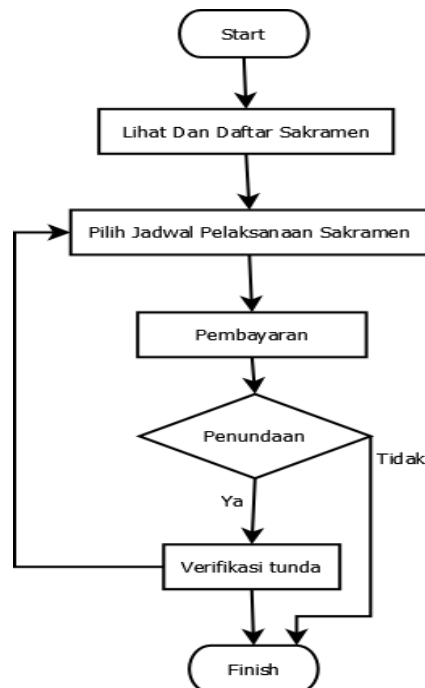 Start
Lihat Dan Daftar Sakramen
Pilih Jadwal Pelaksanaan Sakramen
Pembayaran
Penundaan
Tidak
Ya
Verifikasi tunda
Finish